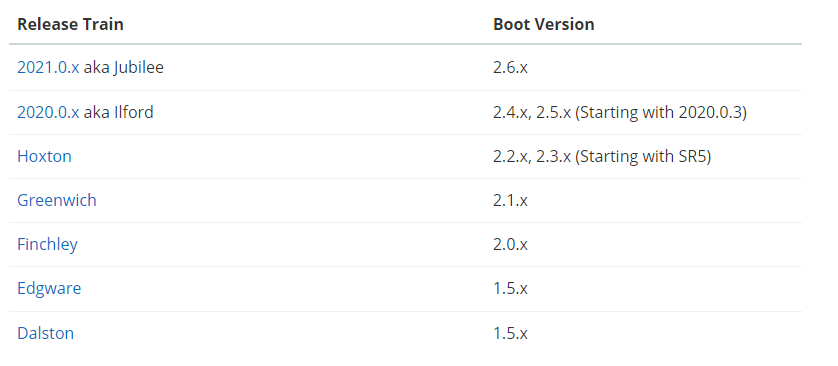 Release Train Boot Version
2021.0.x aka Jubilee 2.6.x
2020.0.x aka Ilford 2.4.x, 2.5.x (Starting with 2020.0.3)
Hoxton 2.2.x, 2.3.x (Starting with SR5)
Greenwich 2.1.x
Finchley 2.0.x
Edgware 1.5.x
Dalston 1.5.x